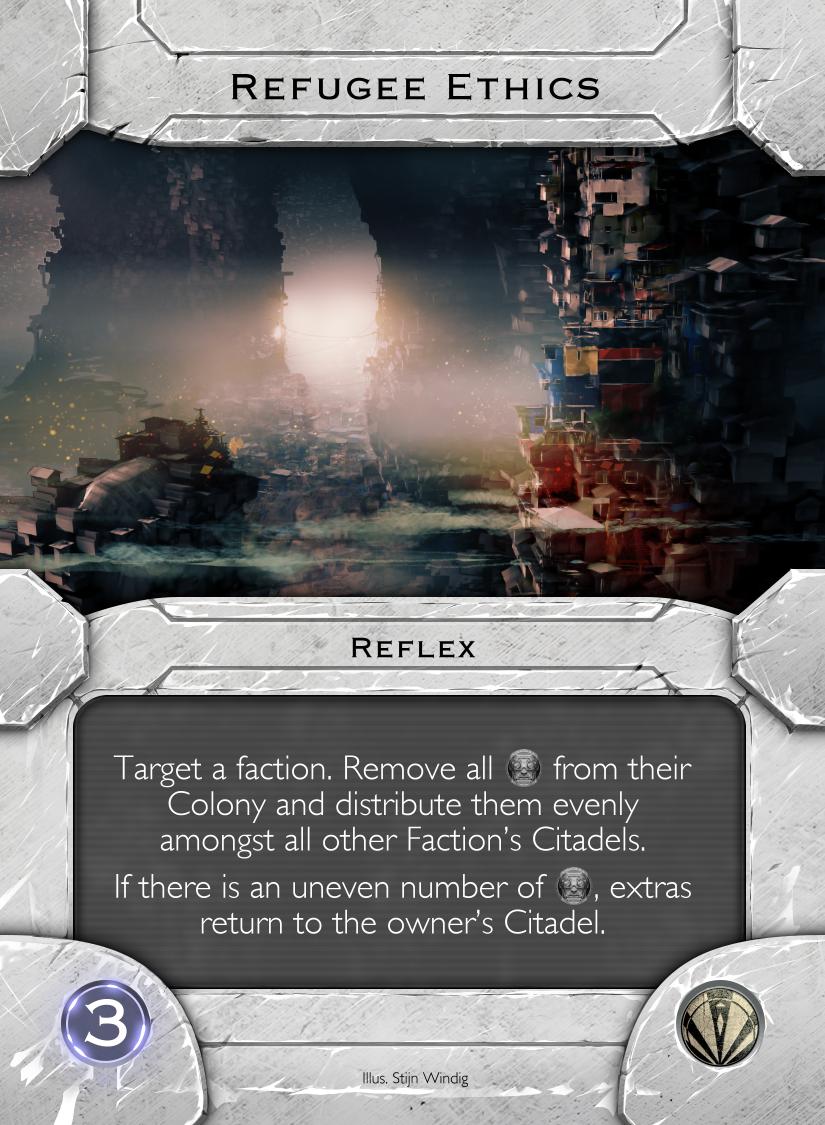 Refugee Ethics
Reflex
Target a faction. Remove all from their
Colony and distribute them evenly
amongst all other Faction's Citadels.
If there is an uneven number of , extras
return to the owner's Citadel.
3
Illus. Stijn Windig